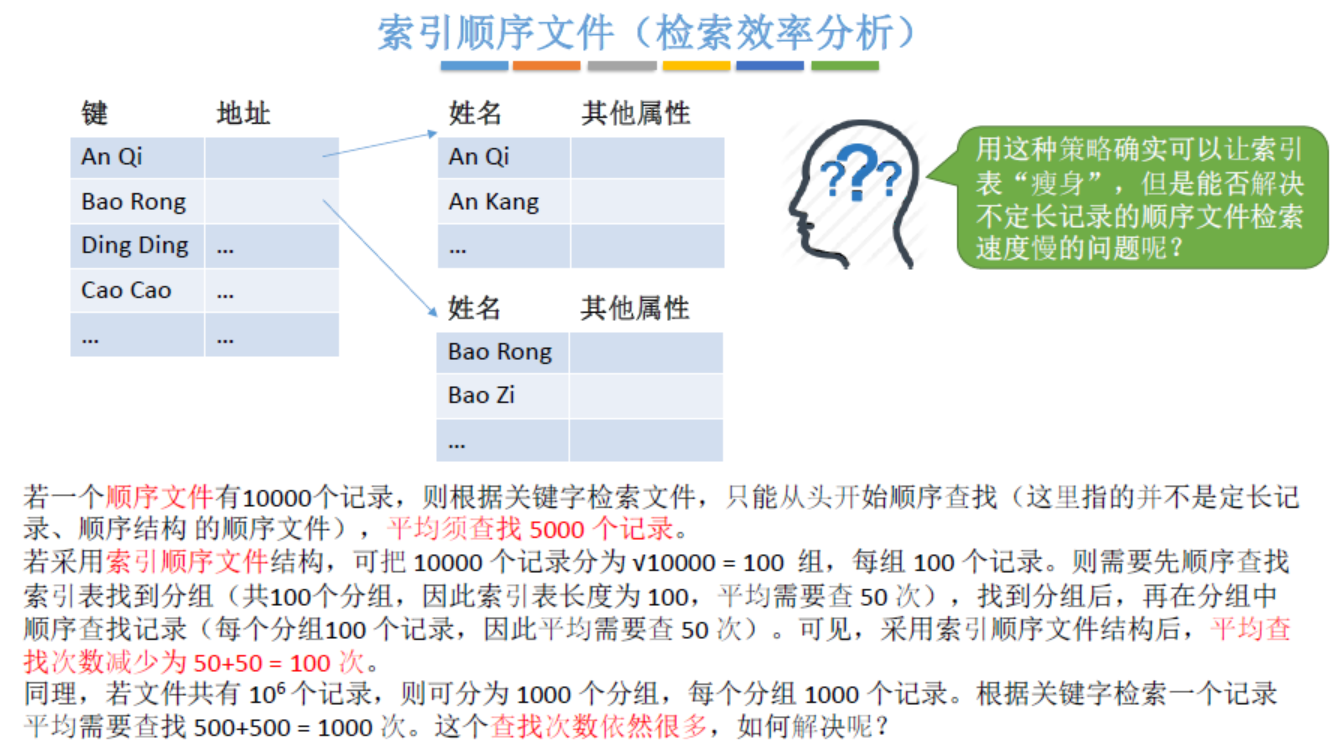 索引顺序文件（检索效率分析）
键 地址
An Qi
Bao Rong
Ding Ding ...
Cao Cao ...
... ...
姓名 其他属性
An Qi
An Kang
...
姓名 其他属性
Bao Rong
Bao Zi
...
???
用这种策略确实可以让索引
表“瘦身”，但是能否解决
不定长记录的顺序文件检索
速度慢的问题呢？
若一个顺序文件有10000个记录，则根据关键字检索文件，只能从头开始顺序查找（这里指的并不是定长记
录、顺序结构 的顺序文件），平均须查找 5000 个记录。
若采用索引顺序文件结构，可把 10000 个记录分为 √10000 = 100 组，每组 100 个记录。则需要先顺序查找
索引表找到分组（共100个分组，因此索引表长度为 100，平均需要查 50 次），找到分组后，再在分组中
顺序查找记录（每个分组100 个记录，因此平均需要查 50 次）。可见，采用索引顺序文件结构后，平均查
找次数减少为 50+50 = 100 次。
同理，若文件共有 10⁶ 个记录，则可分为 1000 个分组，每个分组 1000 个记录。根据关键字检索一个记录
平均需要查找 500+500 = 1000 次。这个查找次数依然很多，如何解决呢？